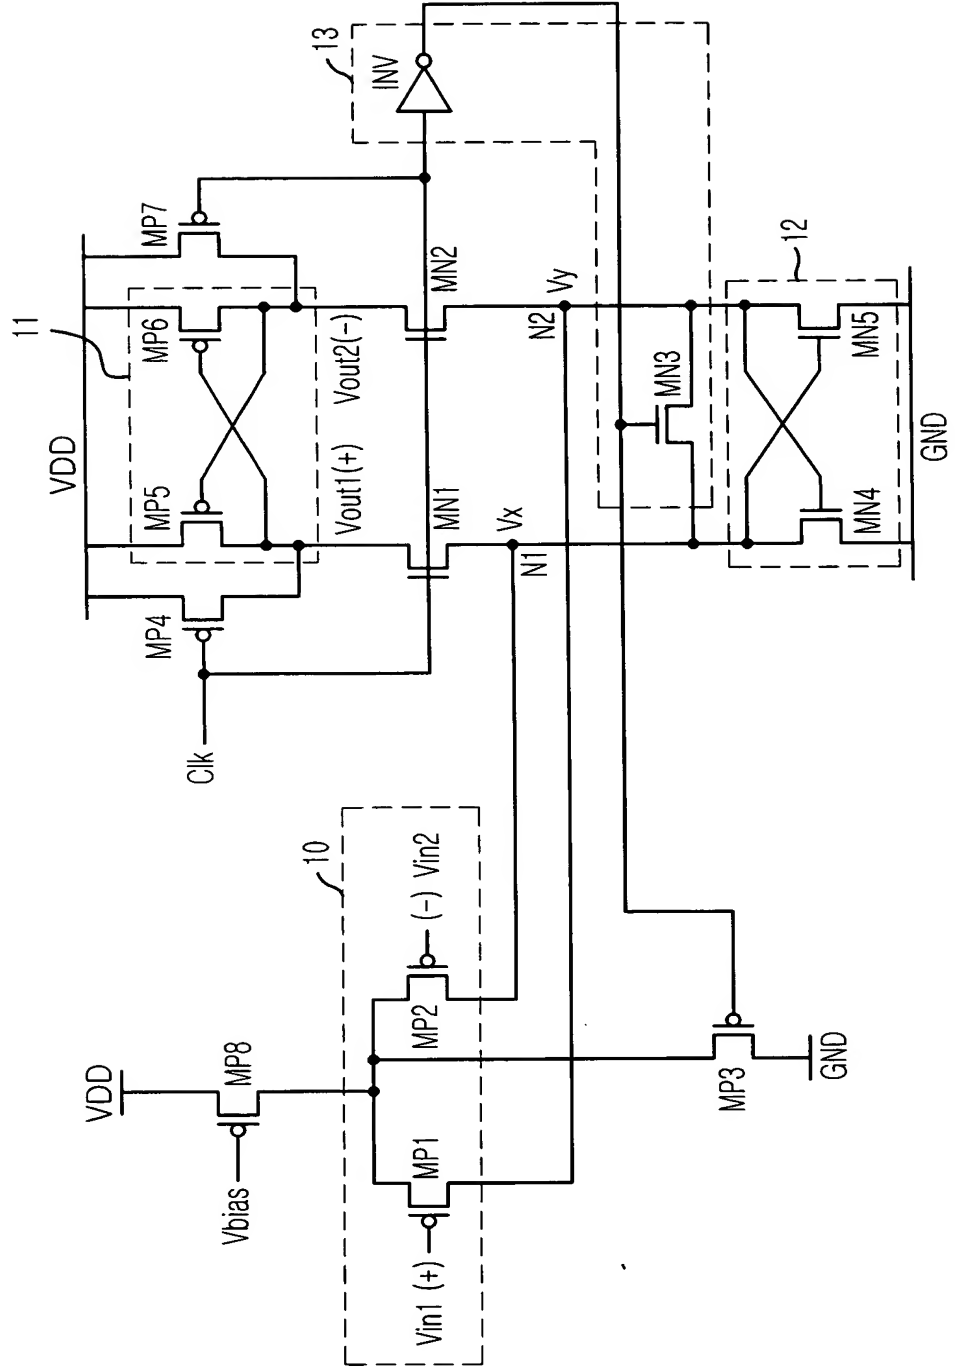 VDD
11
MP4
MP5
MP6
MP7
Vout1(+)
Vout2(-)
Clk
MN1
MN2
INV
13
Vx
Vy
N1
N2
MN3
12
MN4
MN5
GND
VDD
Vbias
MP8
10
Vin1 (+)
MP1
MP2
(-) Vin2
MP3
GND